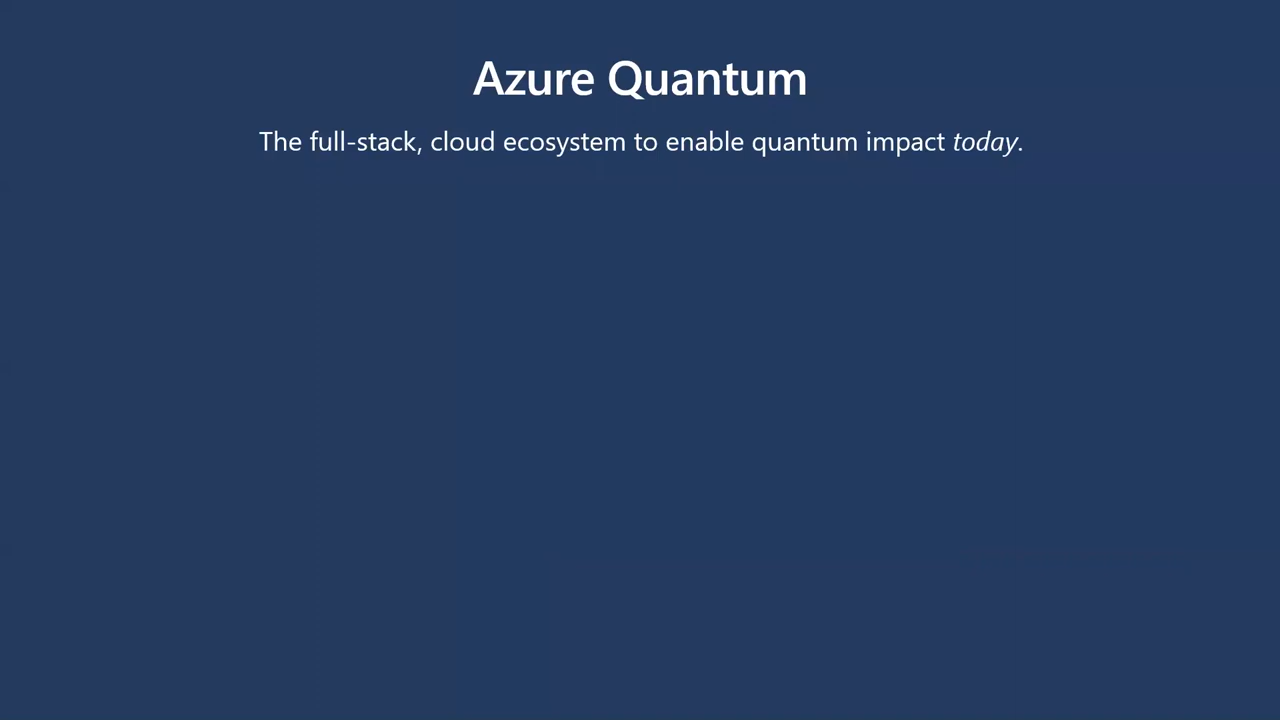 Azure Quantum
The full-stack, cloud ecosystem to enable quantum impact today.